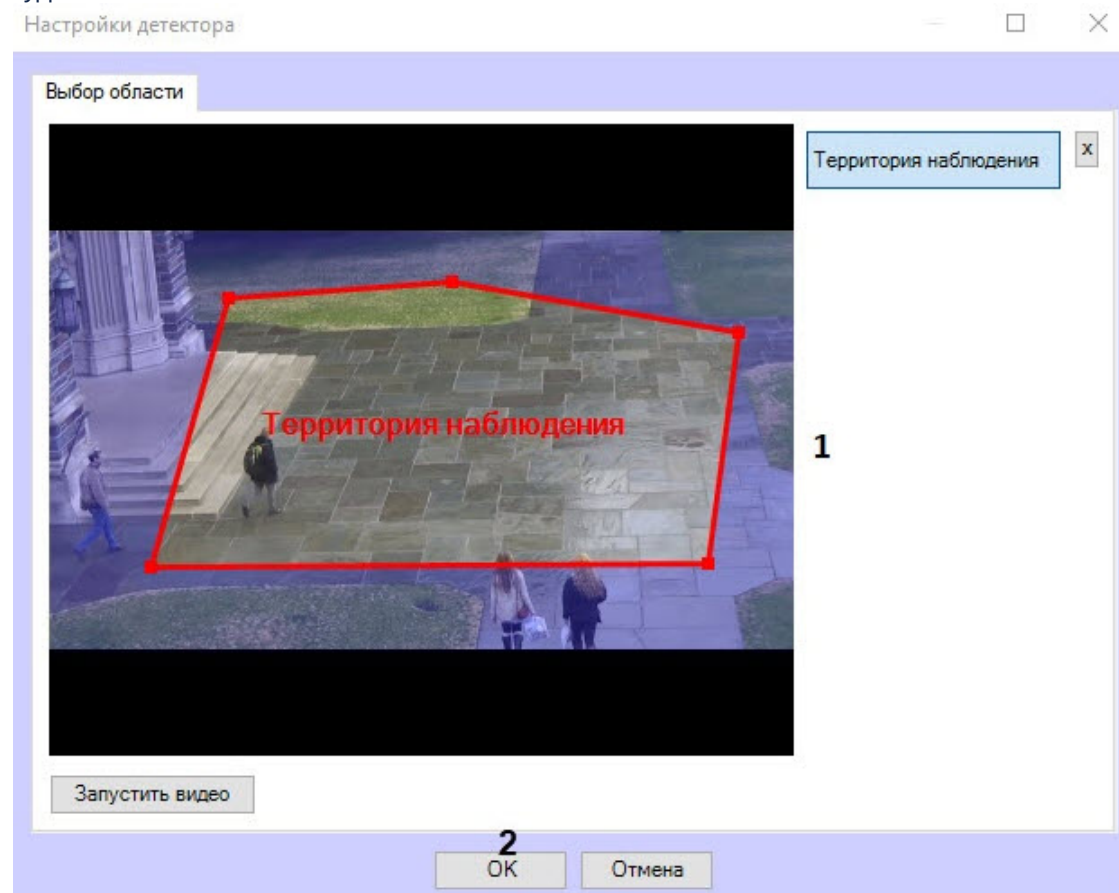 Настройки детектора
Выбор области
Территория наблюдения
x
Территория наблюдения
1
Запустить видео
2
OK
Отмена